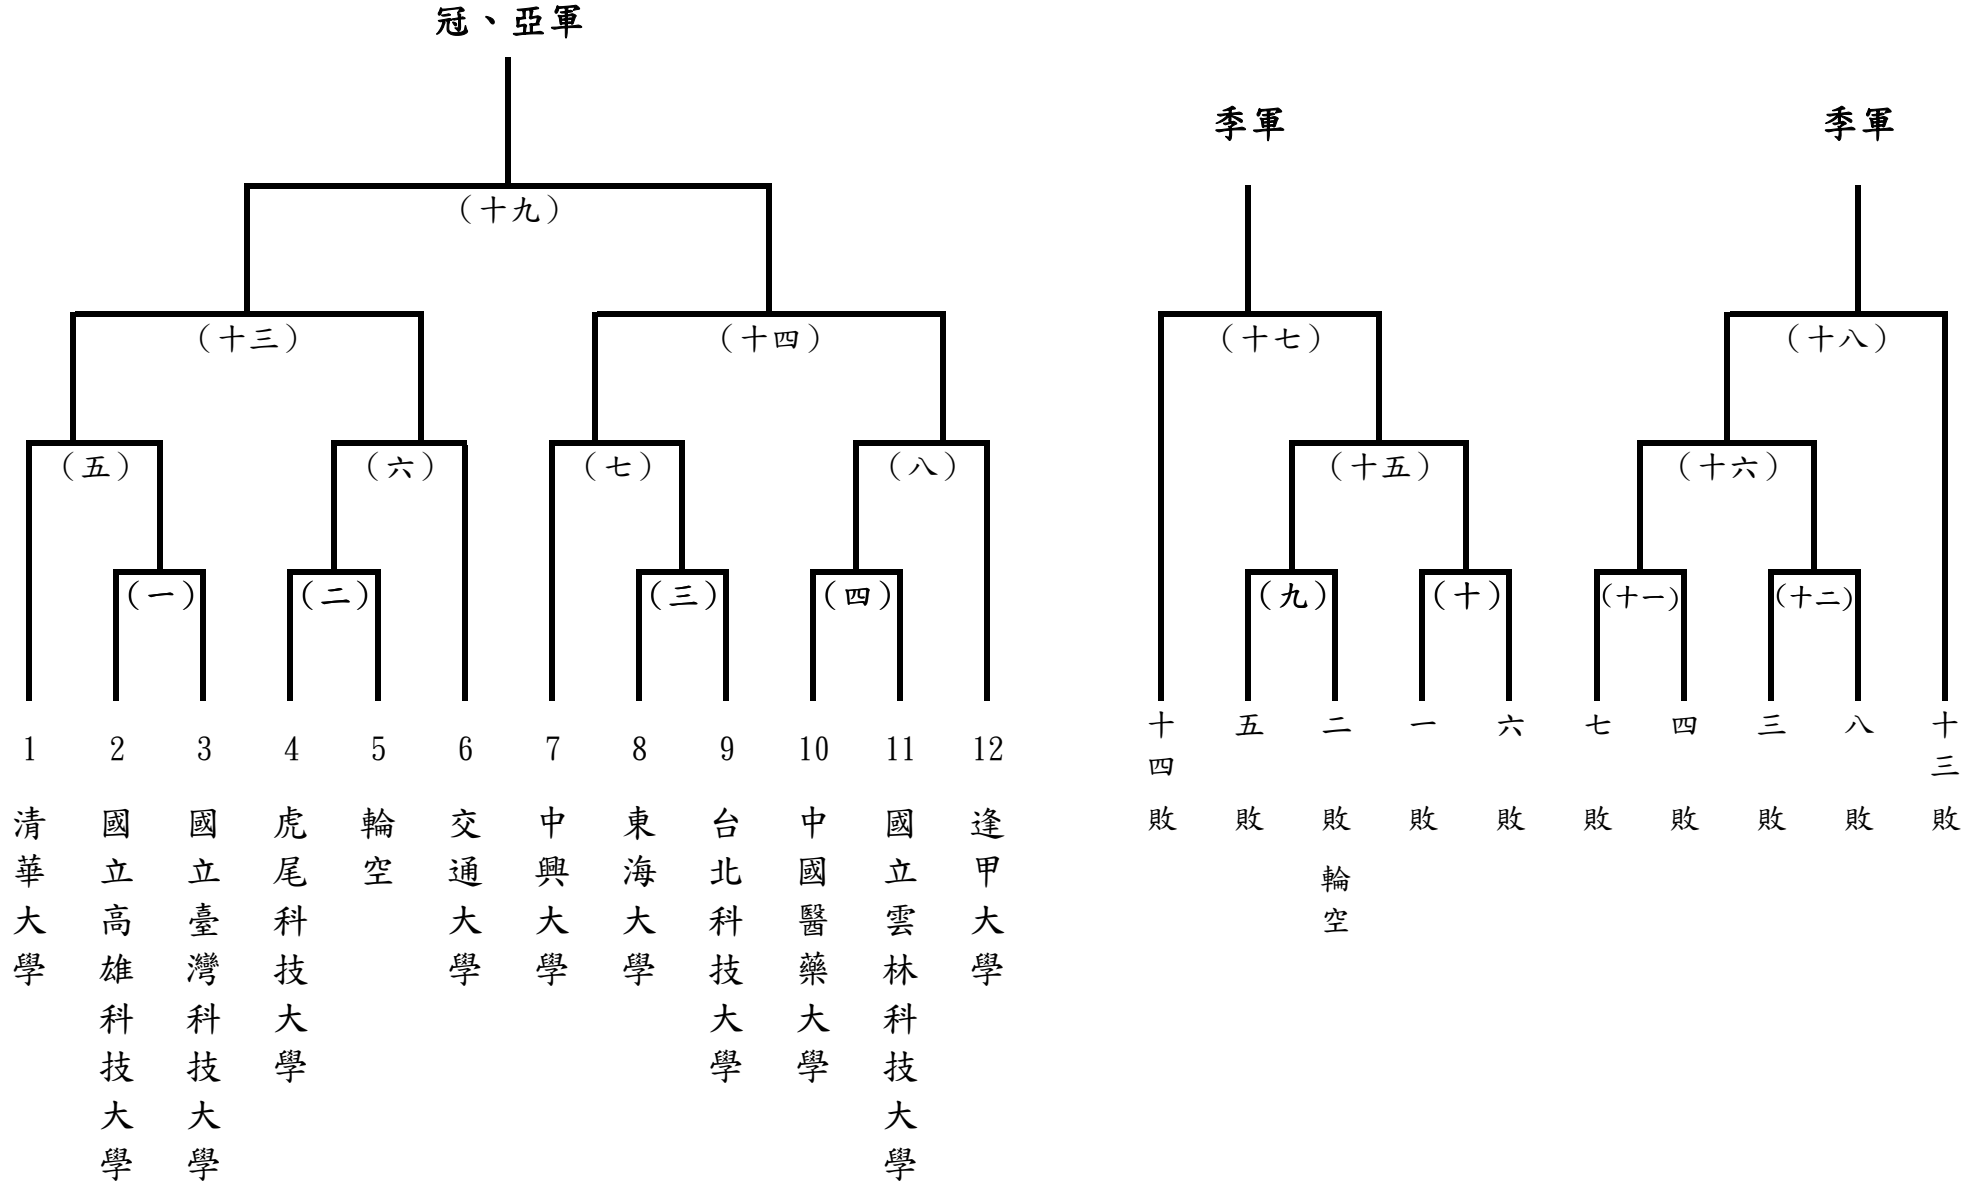 冠、亞軍
季軍
季軍
（十九）
（十三）
（十四）
（十七）
（十八）
（五）
（六）
（七）
（八）
（十五）
（十六）
（一）
（二）
（三）
（四）
（九）
（十）
（十一）
（十二）
1
2
3
4
5
6
7
8
9
10
11
12
清華大學
國立高雄科技大學
國立臺灣科技大學
虎尾科技大學
輪空
交通大學
中興大學
東海大學
台北科技大學
中國醫藥大學
國立雲林科技大學
逢甲大學
十四敗
五敗
二敗輪空
一敗
六敗
七敗
四敗
三敗
八敗
十三敗